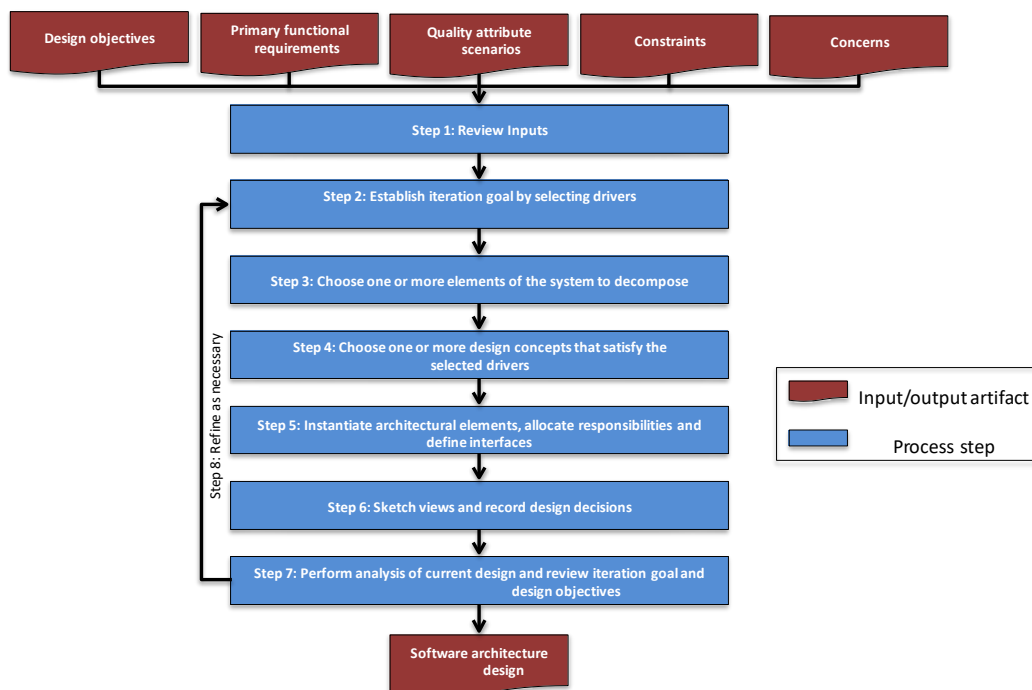 Design objectives
Primary functional
requirements
Quality attribute
scenarios
Constraints
Concerns
Step 1: Review Inputs
Step 2: Establish iteration goal by selecting drivers
Step 3: Choose one or more elements of the system to decompose
Step 4: Choose one or more design concepts that satisfy the
selected drivers
Step 5: Instantiate architectural elements, allocate responsibilities and
define interfaces
Step 6: Sketch views and record design decisions
Step 7: Perform analysis of current design and review iteration goal and
design objectives
Step 8: Refine as necessary
Software architecture
design
Input/output artifact
Process step